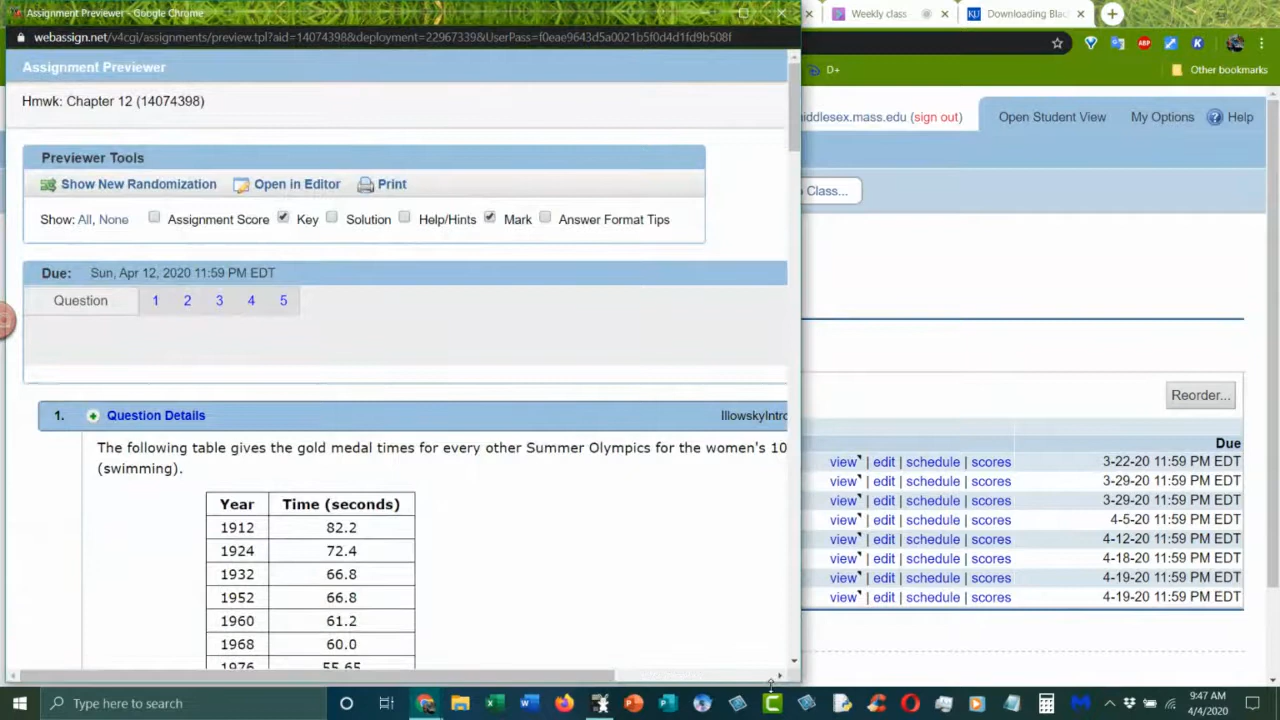 Assignment Previewer - Google Chrome
Weekly class
Downloading Blac
webassign.net/v4cgi/assignments/preview.tpl?aid=14074398&deployment=22967339&UserPass=f0eae9643d5a0021b5f0d4d1fd9b508f
D+
Other bookmarks
Assignment Previewer
Hmwk: Chapter 12 (14074398)
iddlesex.mass.edu (sign out)
Open Student View
My Options
Help
Previewer Tools
Show New Randomization
Open in Editor
Print
Class...
Show: All, None
Assignment Score
Key
Solution
Help/Hints
Mark
Answer Format Tips
Due: Sun, Apr 12, 2020 11:59 PM EDT
Question 1 2 3 4 5
Reorder...
1. Question Details
IllowskyIntro
The following table gives the gold medal times for every other Summer Olympics for the women's 10
(swimming).
Year Time (seconds)
1912 82.2
1924 72.4
1932 66.8
1952 66.8
1960 61.2
1968 60.0
1976 55.65
Due
view | edit | schedule | scores 3-22-20 11:59 PM EDT
view | edit | schedule | scores 3-29-20 11:59 PM EDT
view | edit | schedule | scores 3-29-20 11:59 PM EDT
view | edit | schedule | scores 4-5-20 11:59 PM EDT
view | edit | schedule | scores 4-12-20 11:59 PM EDT
view | edit | schedule | scores 4-18-20 11:59 PM EDT
view | edit | schedule | scores 4-19-20 11:59 PM EDT
view | edit | schedule | scores 4-19-20 11:59 PM EDT
Type here to search
9:47 AM
4/4/2020